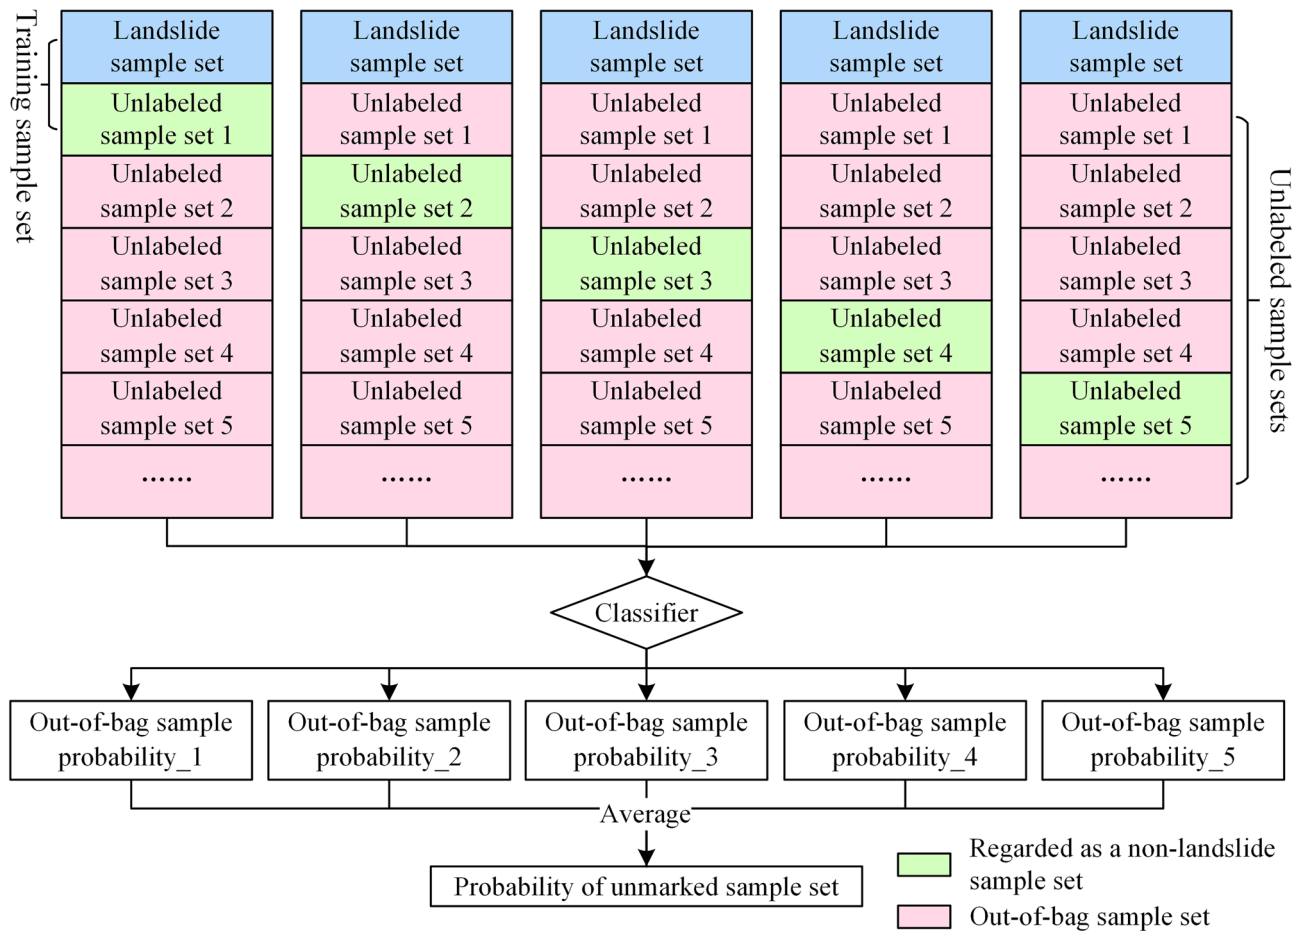 Training sample set
Landslide
sample set
Unlabeled
sample set 1
Unlabeled
sample set 2
Unlabeled
sample set 3
Unlabeled
sample set 4
Unlabeled
sample set 5
......
Landslide
sample set
Unlabeled
sample set 1
Unlabeled
sample set 2
Unlabeled
sample set 3
Unlabeled
sample set 4
Unlabeled
sample set 5
......
Landslide
sample set
Unlabeled
sample set 1
Unlabeled
sample set 2
Unlabeled
sample set 3
Unlabeled
sample set 4
Unlabeled
sample set 5
......
Landslide
sample set
Unlabeled
sample set 1
Unlabeled
sample set 2
Unlabeled
sample set 3
Unlabeled
sample set 4
Unlabeled
sample set 5
......
Landslide
sample set
Unlabeled
sample set 1
Unlabeled
sample set 2
Unlabeled
sample set 3
Unlabeled
sample set 4
Unlabeled
sample set 5
......
Unlabeled sample sets
Classifier
Out-of-bag sample
probability_1
Out-of-bag sample
probability_2
Out-of-bag sample
probability_3
Out-of-bag sample
probability_4
Out-of-bag sample
probability_5
Average
Probability of unmarked sample set
Regarded as a non-landslide
sample set
Out-of-bag sample set